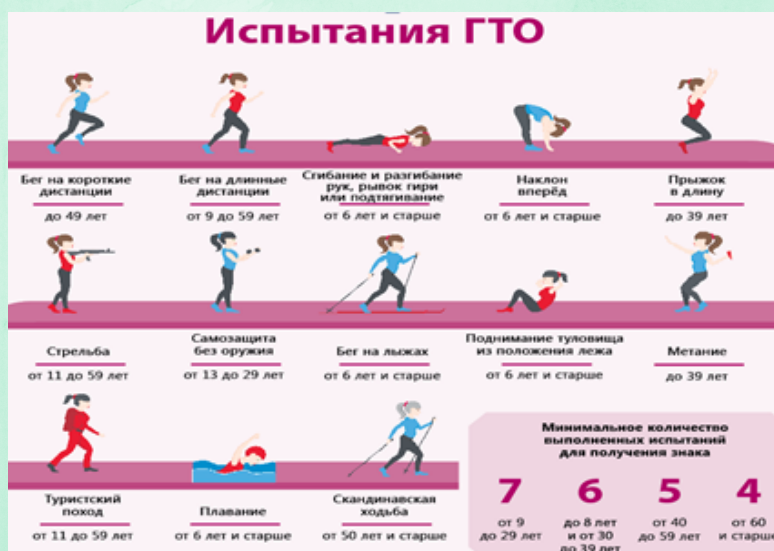 Испытания ГТО
Бег на короткие
дистанции
до 49 лет
Бег на длинные
дистанции
от 9 до 59 лет
Сгибание и разгибание
рук, рывок гири
или подтягивание
от 6 лет и старше
Наклон
вперёд
от 6 лет и старше
Прыжок
в длину
до 39 лет
Стрельба
от 11 до 59 лет
Самозащита
без оружия
от 13 до 29 лет
Бег на лыжах
от 6 лет и старше
Поднимание туловища
из положения лежа
от 6 лет и старше
Метание
до 39 лет
Туристский
поход
от 11 до 59 лет
Плавание
от 6 лет и старше
Скандинавская
ходьба
от 50 лет и старше
Минимальное количество
выполненных испытаний
для получения знака
7
от 9
до 29 лет
6
до 8 лет
и от 30
до 39 лет
5
от 40
до 59 лет
4
от 60
и старше